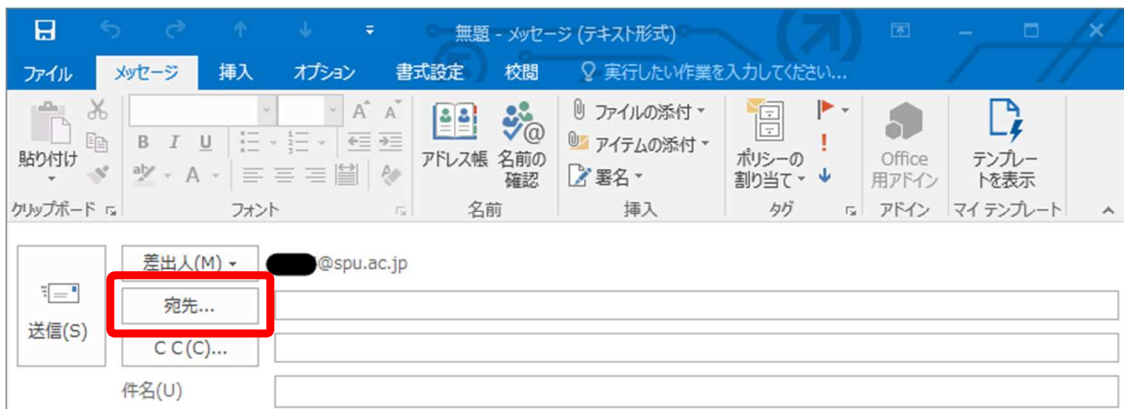 無題 - メッセージ (テキスト形式)
ファイル メッセージ 挿入 オプション 書式設定 校閲 実行したい作業を入力してください...
貼り付け
B I U A A
aby A
アドレス帳 名前の確認
ファイルの添付
アイテムの添付
署名
ポリシーの割り当て
!
Office 用アドイン
テンプレートを表示
クリップボード フォント 名前 挿入 タグ アドイン マイ テンプレート
差出人(M) @spu.ac.jp
宛先...
送信(S)
C C(C)...
件名(U)